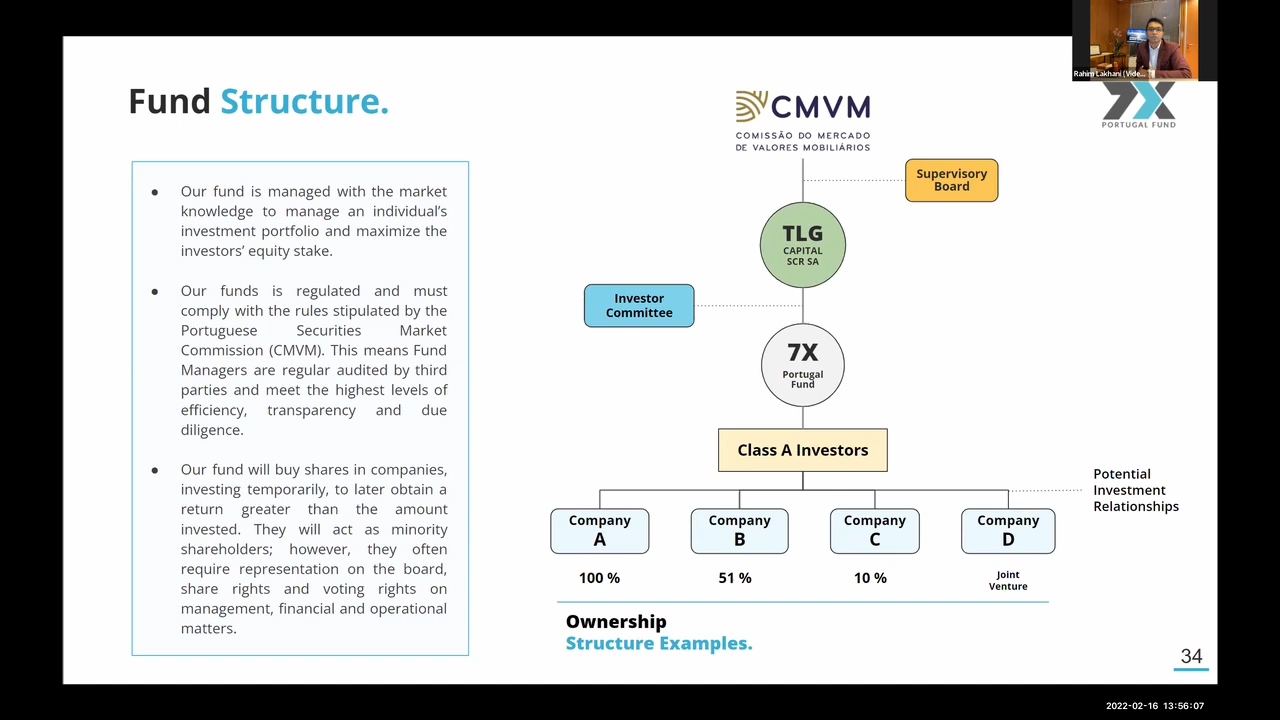 Rahim Lakhani (Vide...
7X
PORTUGAL FUND
Fund Structure.
● Our fund is managed with the market
knowledge to manage an individual’s
investment portfolio and maximize the
investors’ equity stake.
● Our funds is regulated and must
comply with the rules stipulated by the
Portuguese Securities Market
Commission (CMVM). This means Fund
Managers are regular audited by third
parties and meet the highest levels of
efficiency, transparency and due
diligence.
● Our fund will buy shares in companies,
investing temporarily, to later obtain a
return greater than the amount
invested. They will act as minority
shareholders; however, they often
require representation on the board,
share rights and voting rights on
management, financial and operational
matters.
CMVM
COMISSÃO DO MERCADO
DE VALORES MOBILIÁRIOS
Supervisory
Board
TLG
CAPITAL
SCR SA
Investor
Committee
7X
Portugal
Fund
Class A Investors
Potential
Investment
Relationships
Company
A
Company
B
Company
C
Company
D
100 %
51 %
10 %
Joint
Venture
Ownership
Structure Examples.
34
2022-02-16 13:56:07